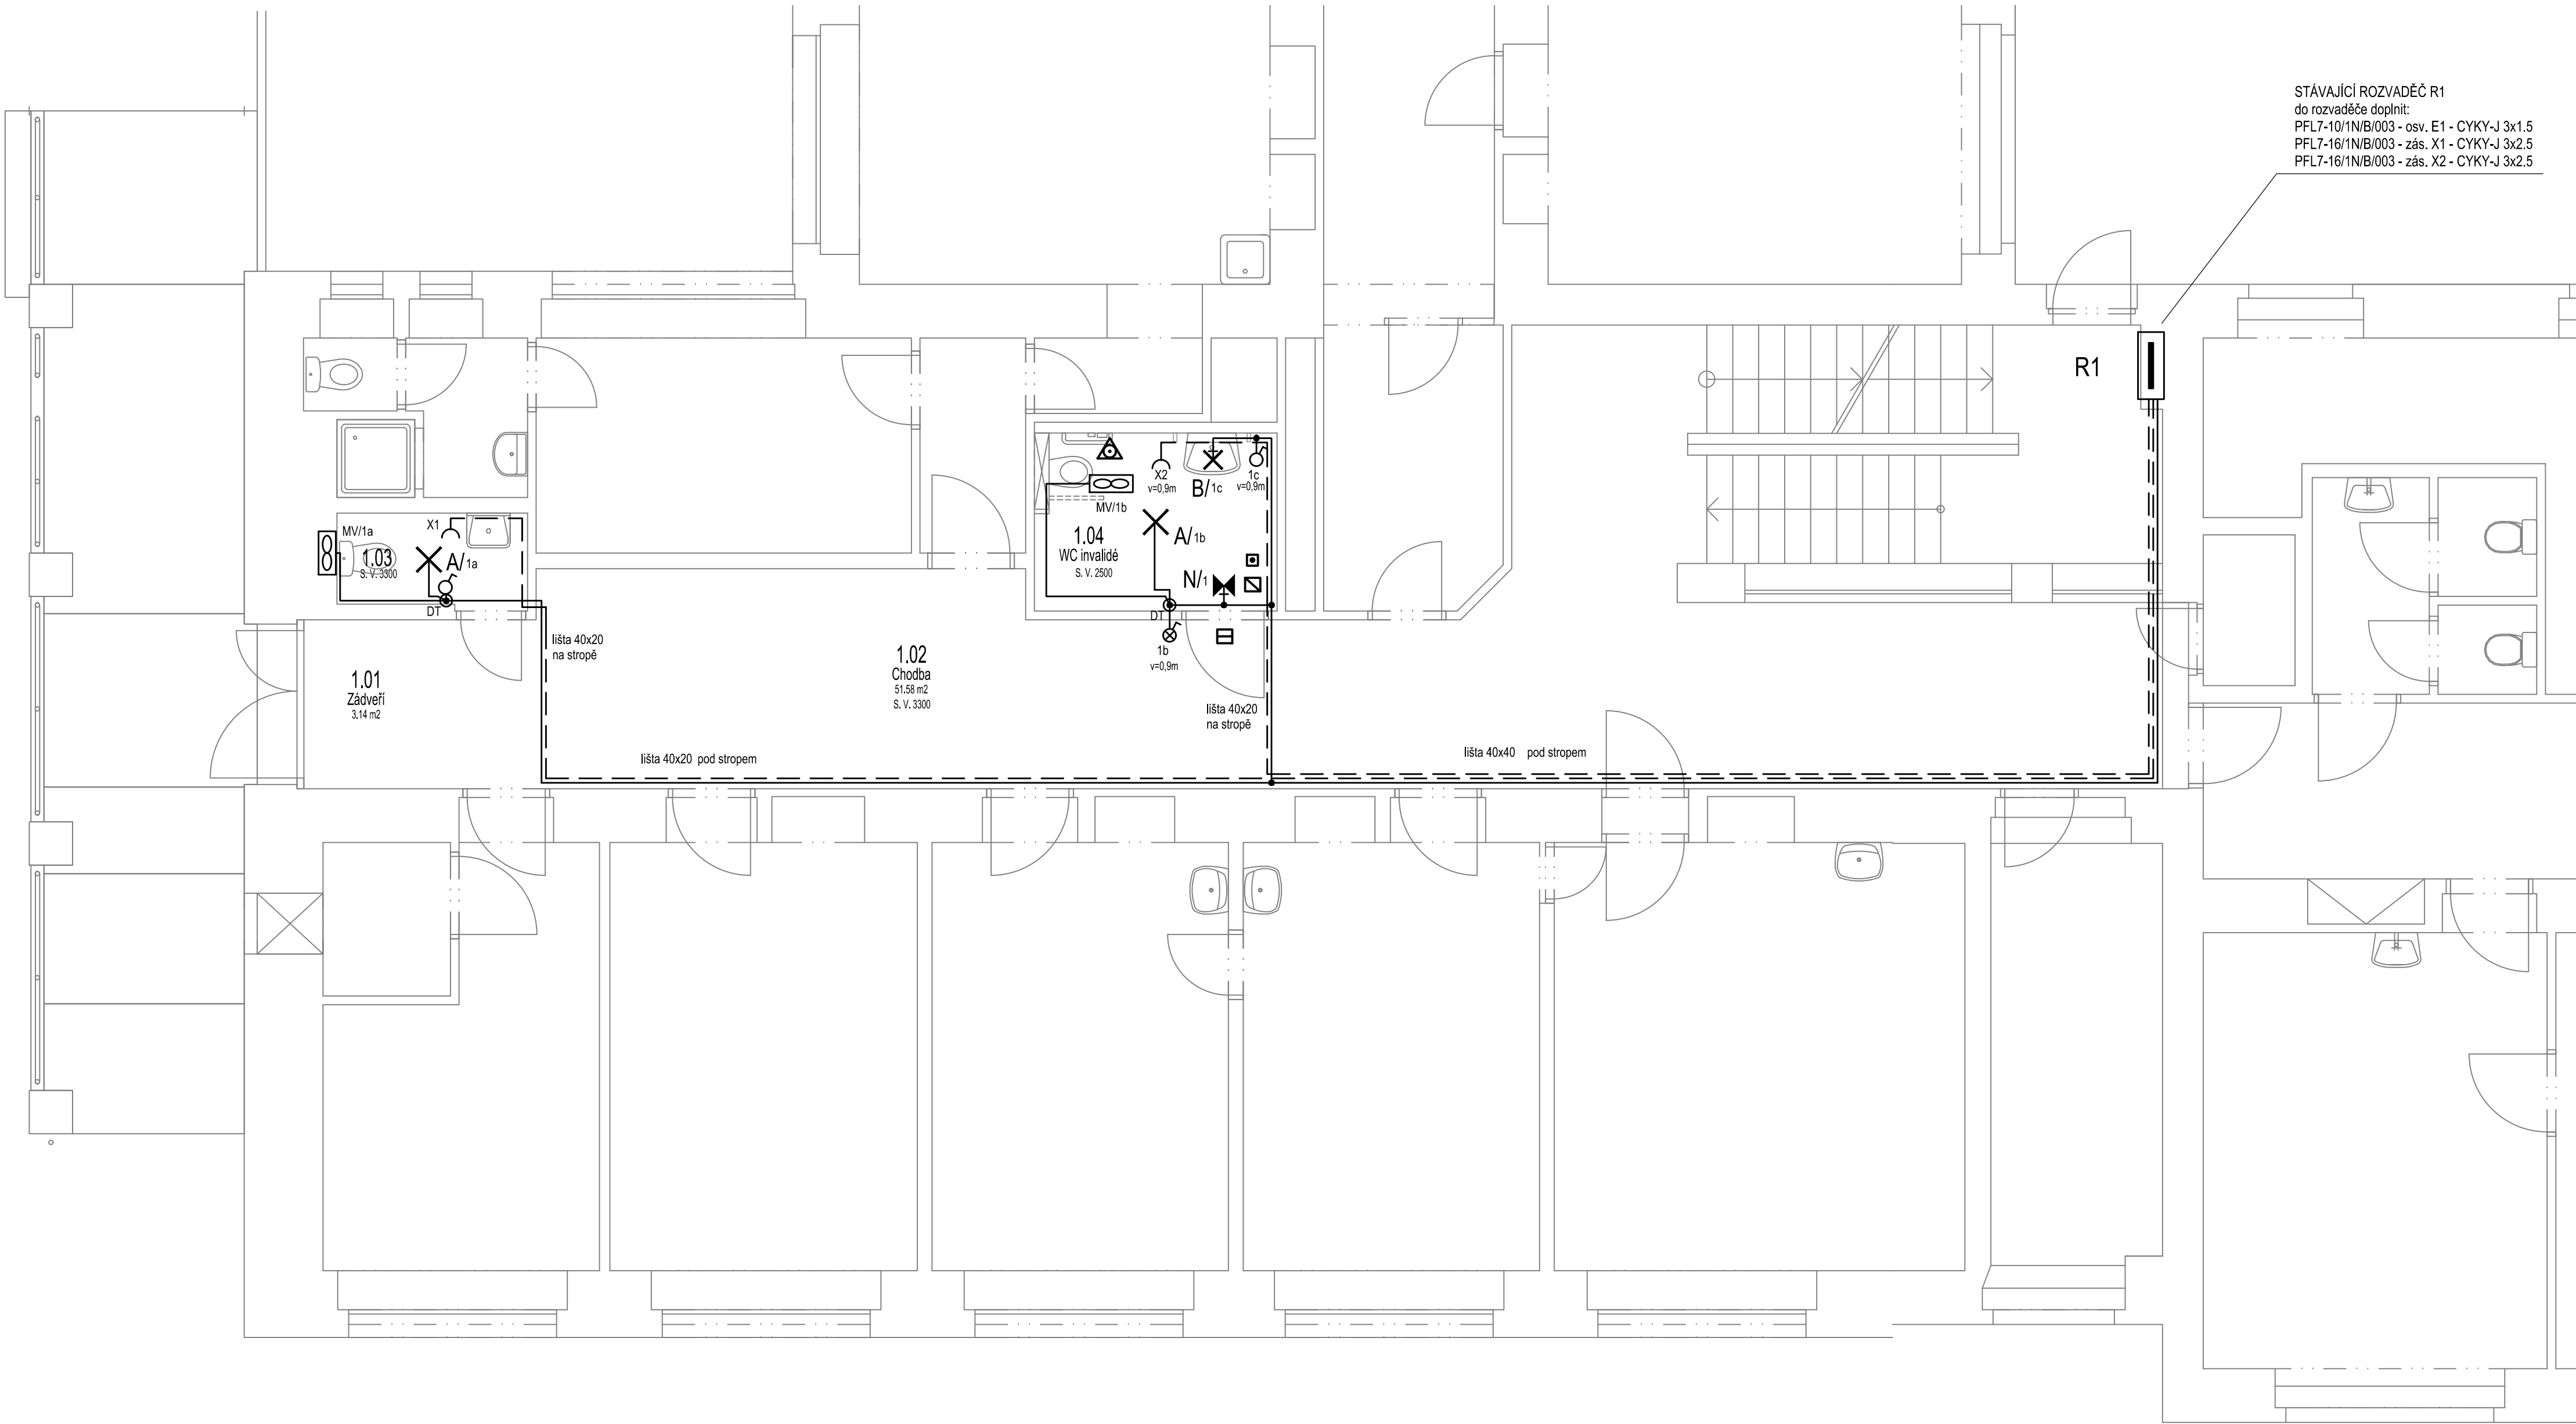 STÁVAJÍCÍ ROZVADĚČ R1
do rozvaděče doplnit:
PFL7-10/1N/B/003 - osv. E1 - CYKY-J 3x1.5
PFL7-16/1N/B/003 - zás. X1 - CYKY-J 3x2.5
PFL7-16/1N/B/003 - zás. X2 - CYKY-J 3x2.5
R1
MV/1a
X1
1.03
S. V. 3300
A/1a
DT
X2
v=0,9m
B/1c
1c
v=0,9m
MV/1b
1.04
WC invalidé
S. V. 2500
A/1b
N/1
DT
1b
v=0,9m
lišta 40x20
na stropě
1.01
Zádveří
3.14 m2
1.02
Chodba
51.58 m2
S. V. 3300
lišta 40x20
na stropě
lišta 40x20 pod stropem
lišta 40x40 pod stropem